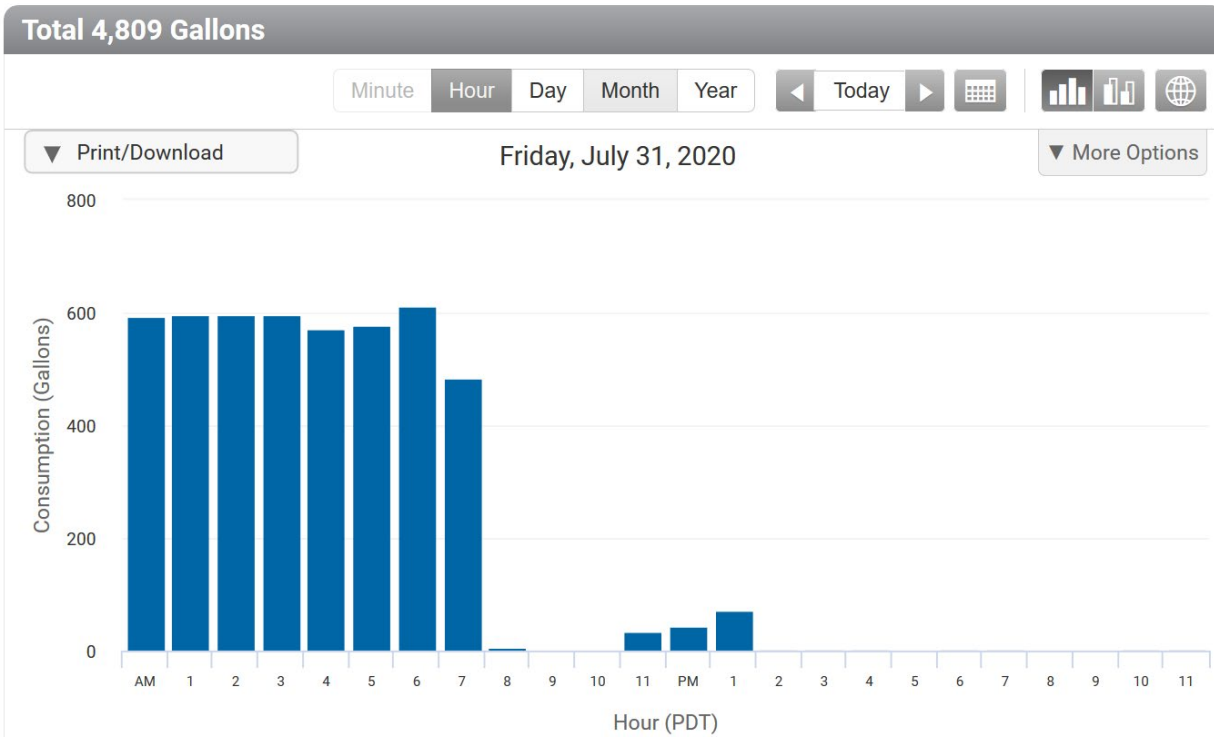 Total 4,809 Gallons
Minute Hour Day Month Year Today
▼ Print/Download
Friday, July 31, 2020
▼ More Options
800
600
400
200
0
Consumption (Gallons)
AM 1 2 3 4 5 6 7 8 9 10 11 PM 1 2 3 4 5 6 7 8 9 10 11
Hour (PDT)